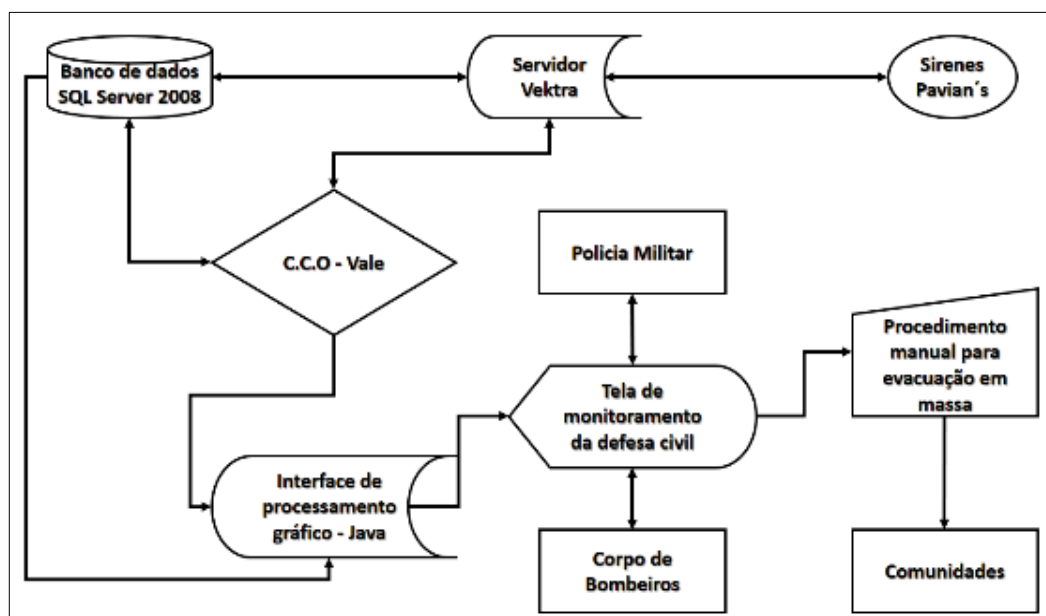 Banco de dados
SQL Server 2008
Servidor
Vektra
Sirenes
Pavian´s
C.C.O - Vale
Policia Militar
Procedimento
manual para
evacuação em
massa
Tela de
monitoramento
da defesa civil
Interface de
processamento
gráfico - Java
Corpo de
Bombeiros
Comunidades